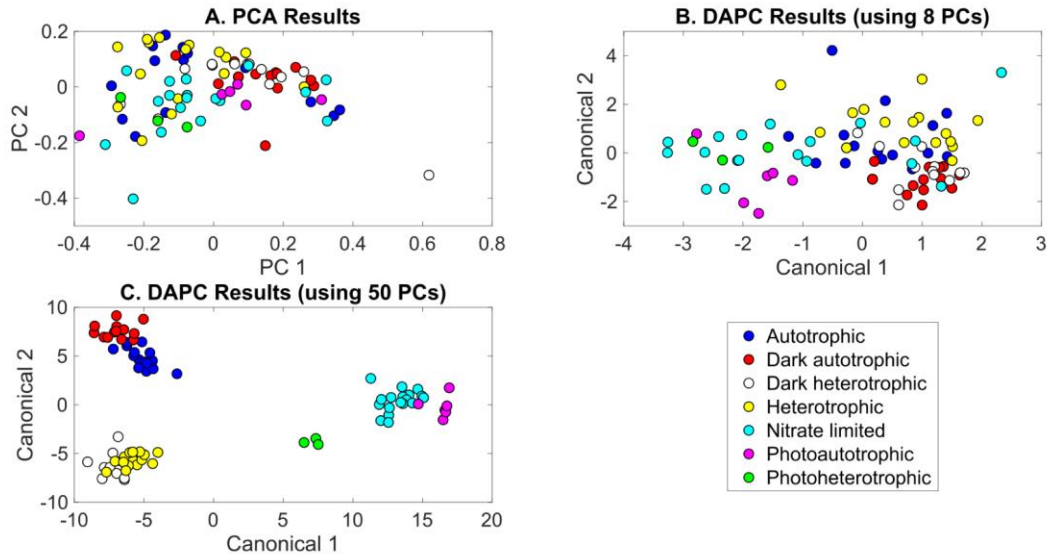 A. PCA Results
0.2
0
-0.2
-0.4
PC 2
-0.4 -0.2 0 0.2 0.4 0.6 0.8
PC 1
B. DAPC Results (using 8 PCs)
4
2
0
-2
Canonical 2
-4 -3 -2 -1 0 1 2 3
Canonical 1
C. DAPC Results (using 50 PCs)
10
5
0
-5
-10
Canonical 2
-10 -5 0 5 10 15 20
Canonical 1
Autotrophic
Dark autotrophic
Dark heterotrophic
Heterotrophic
Nitrate limited
Photoautotrophic
Photoheterotrophic